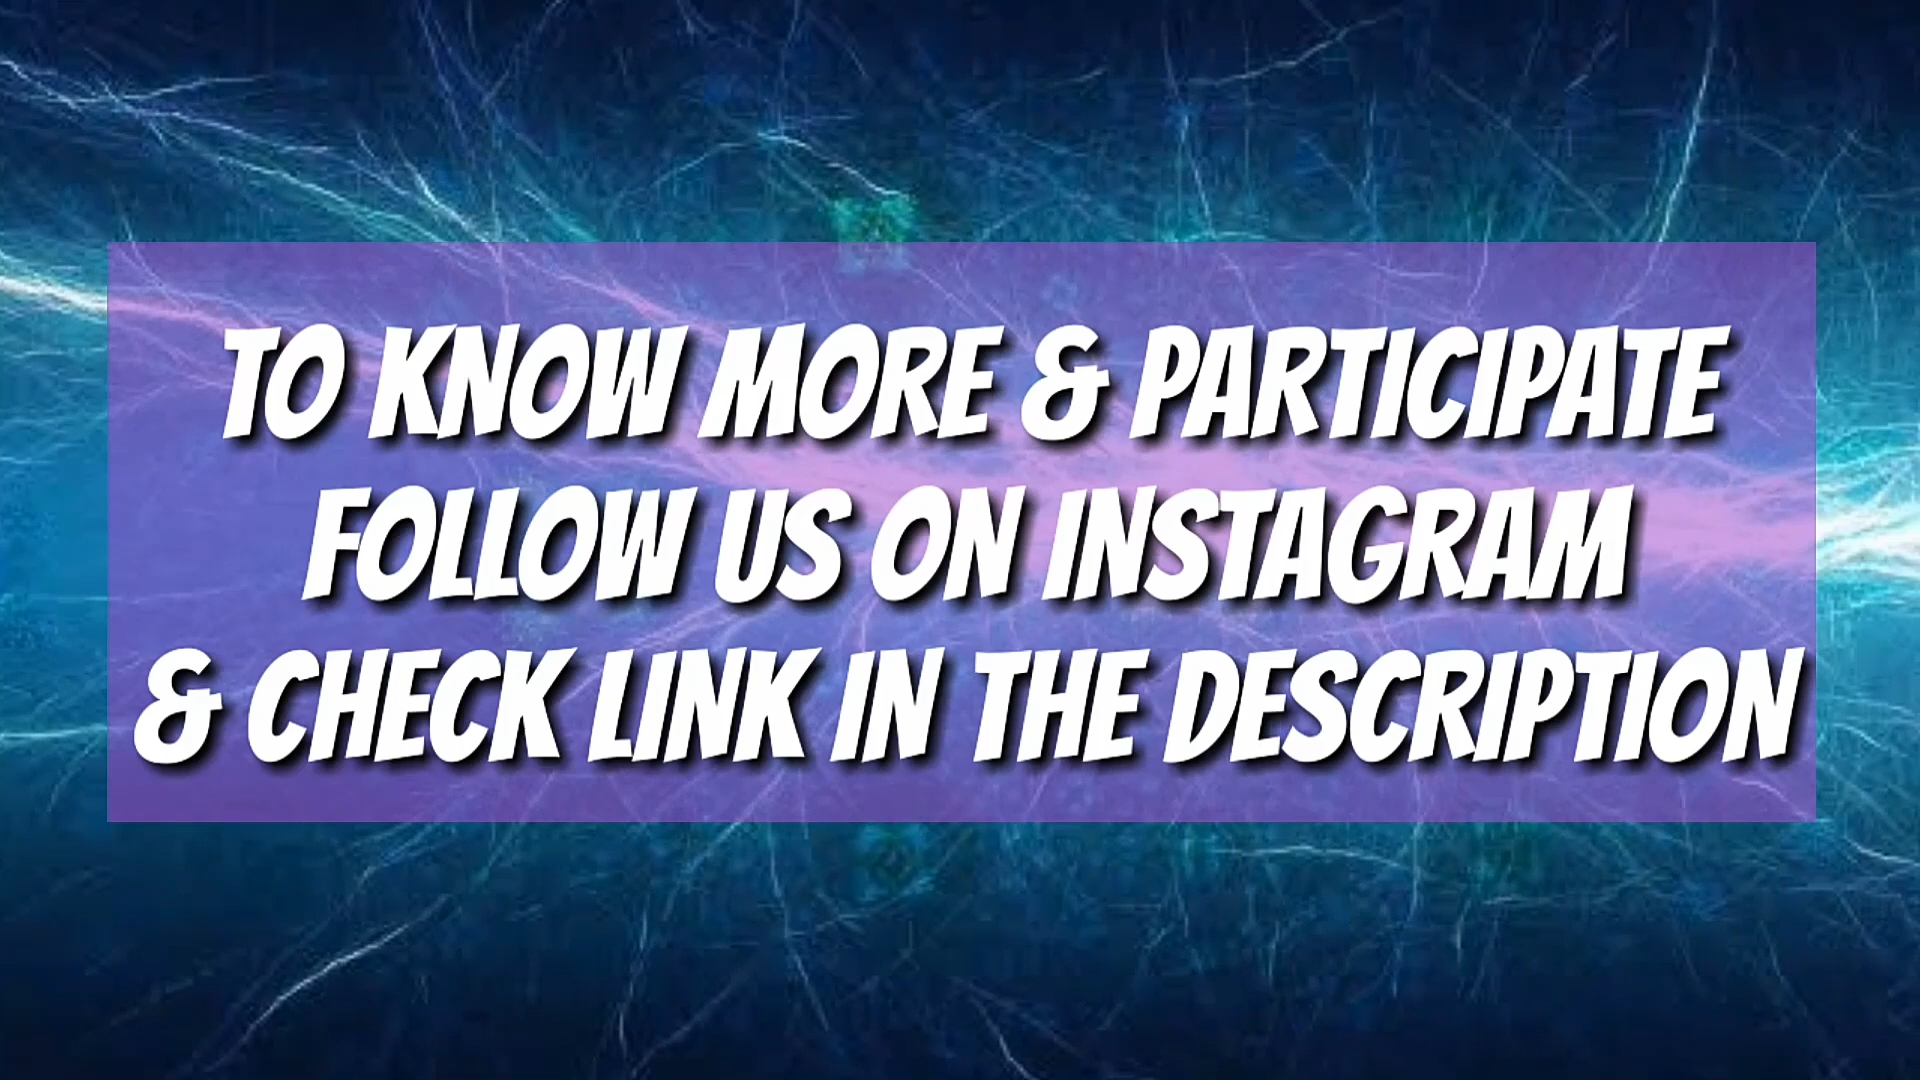 TO KNOW MORE & PARTICIPATE
FOLLOW US ON INSTAGRAM
& CHECK LINK IN THE DESCRIPTION